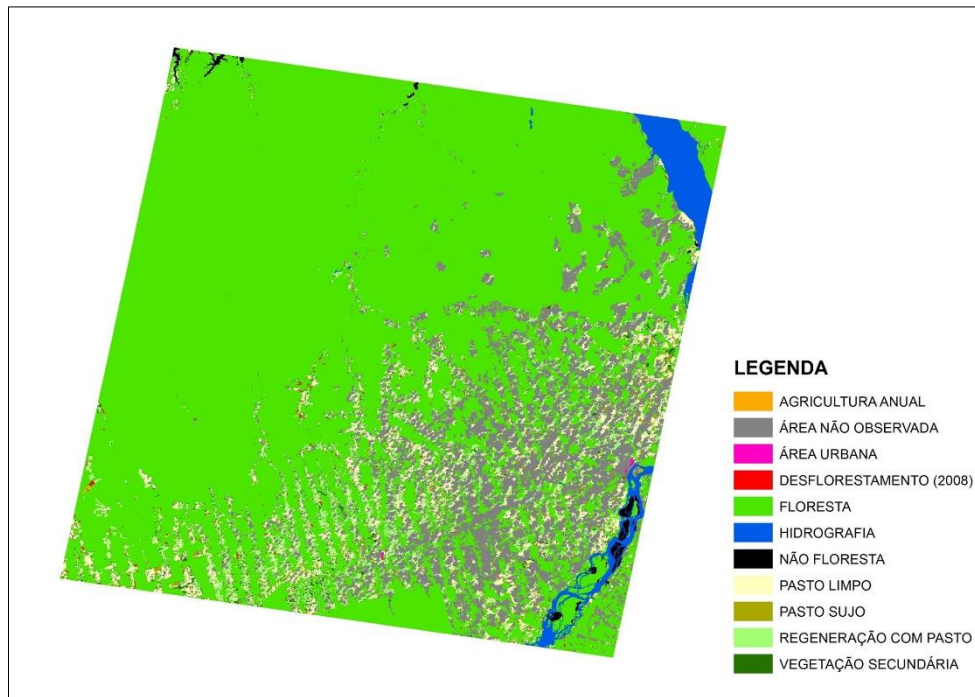 LEGENDA
AGRICULTURA ANUAL
ÁREA NÃO OBSERVADA
ÁREA URBANA
DESFLORESTAMENTO (2008)
FLORESTA
HIDROGRAFIA
NÃO FLORESTA
PASTO LIMPO
PASTO SUJO
REGENERAÇÃO COM PASTO
VEGETAÇÃO SECUNDÁRIA